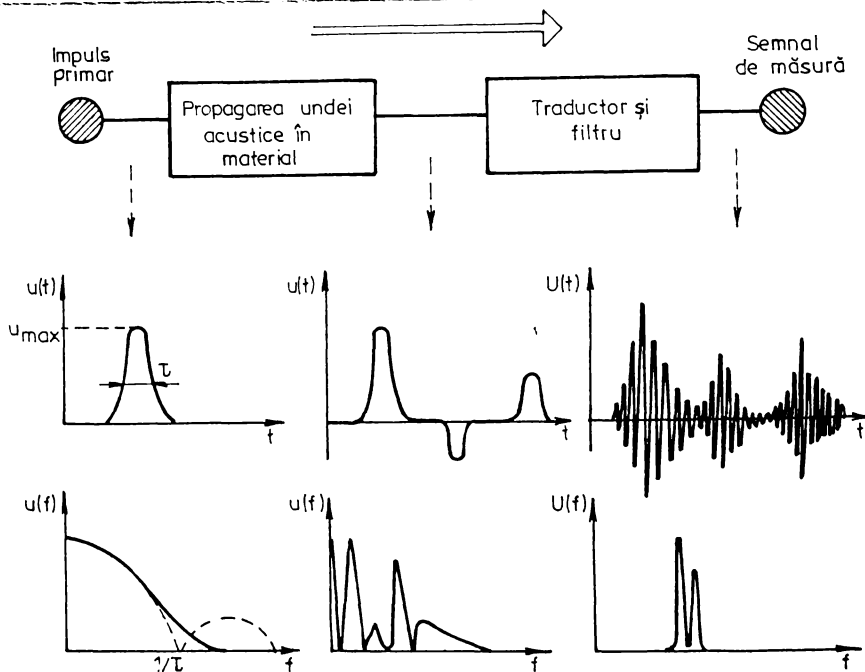 Impuls
primar
Propagarea undei
acustice în
material
Traductor și
filtru
Semnal
de măsură
u(t)
umax
τ
t
u(t)
t
U(t)
t
u(f)
1/τ
f
u(f)
f
U(f)
f